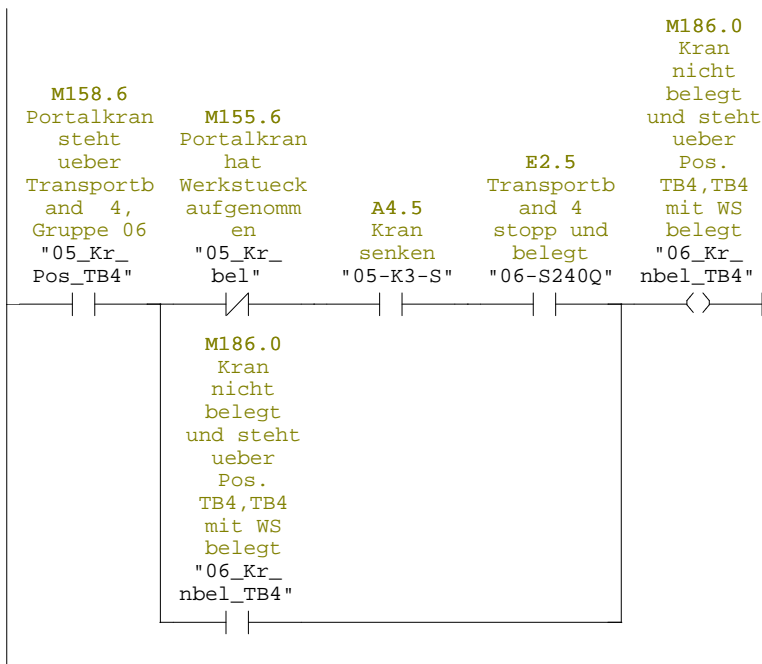 M158.6
Portalkran
steht
ueber
Transportb
and 4,
Gruppe 06
"05_Kr_
Pos_TB4"
M155.6
Portalkran
hat
Werkstueck
aufgenomm
en
"05_Kr_
bel"
A4.5
Kran
senken
"05-K3-S"
E2.5
Transportb
and 4
stopp und
belegt
"06-S240Q"
M186.0
Kran
nicht
belegt
und steht
ueber
Pos.
TB4,TB4
mit WS
belegt
"06_Kr_
nbel_TB4"
M186.0
Kran
nicht
belegt
und steht
ueber
Pos.
TB4,TB4
mit WS
belegt
"06_Kr_
nbel_TB4"